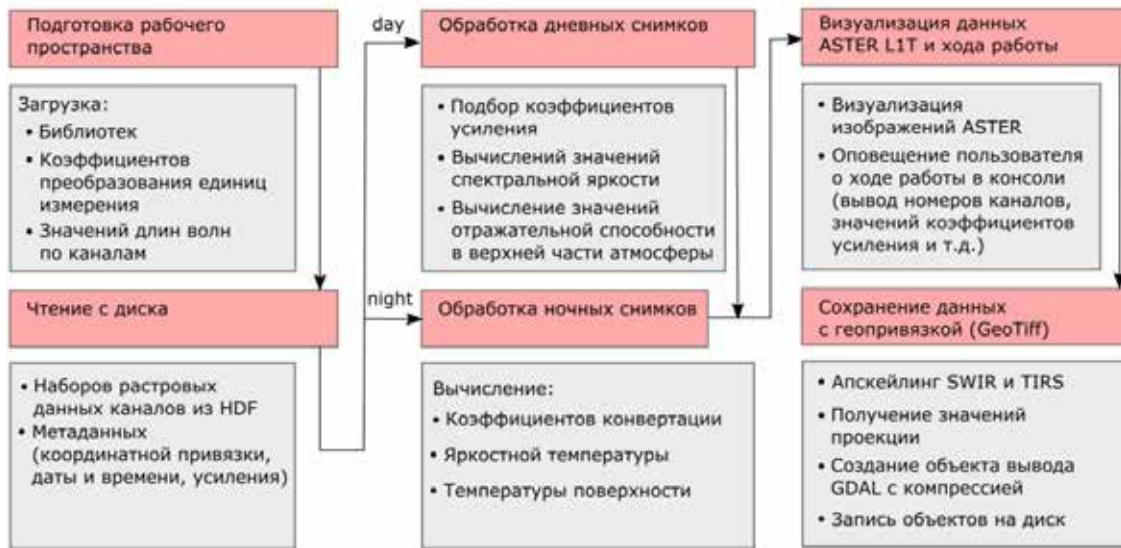 Подготовка рабочего
пространства
Загрузка:
• Библиотек
• Коэффициентов
преобразования единиц
измерения
• Значений длин волн
по каналам
Чтение с диска
• Наборов растровых
данных каналов из HDF
• Метаданных
(координатной привязки,
даты и времени, усиления)
day
night
Обработка дневных снимков
• Подбор коэффициентов
усиления
• Вычислений значений
спектральной яркости
• Вычисление значений
отражательной способности
в верхней части атмосферы
Обработка ночных снимков
Вычисление:
• Коэффициентов конвертации
• Яркостной температуры
• Температуры поверхности
Визуализация данных
ASTER L1T и хода работы
• Визуализация
изображений ASTER
• Оповещение пользователя
о ходе работы в консоли
(вывод номеров каналов,
значений коэффициентов
усиления и т.д.)
Сохранение данных
с геопривязкой (GeoTiff)
• Апскейлинг SWIR и TIRS
• Получение значений
проекции
• Создание объекта вывода
GDAL с компрессией
• Запись объектов на диск